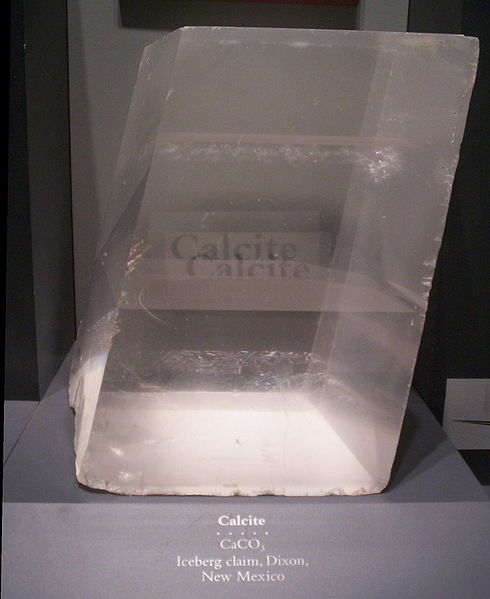 Calcite
Calcite
Calcite
.....
CaCO₃
Iceberg claim, Dixon,
New Mexico